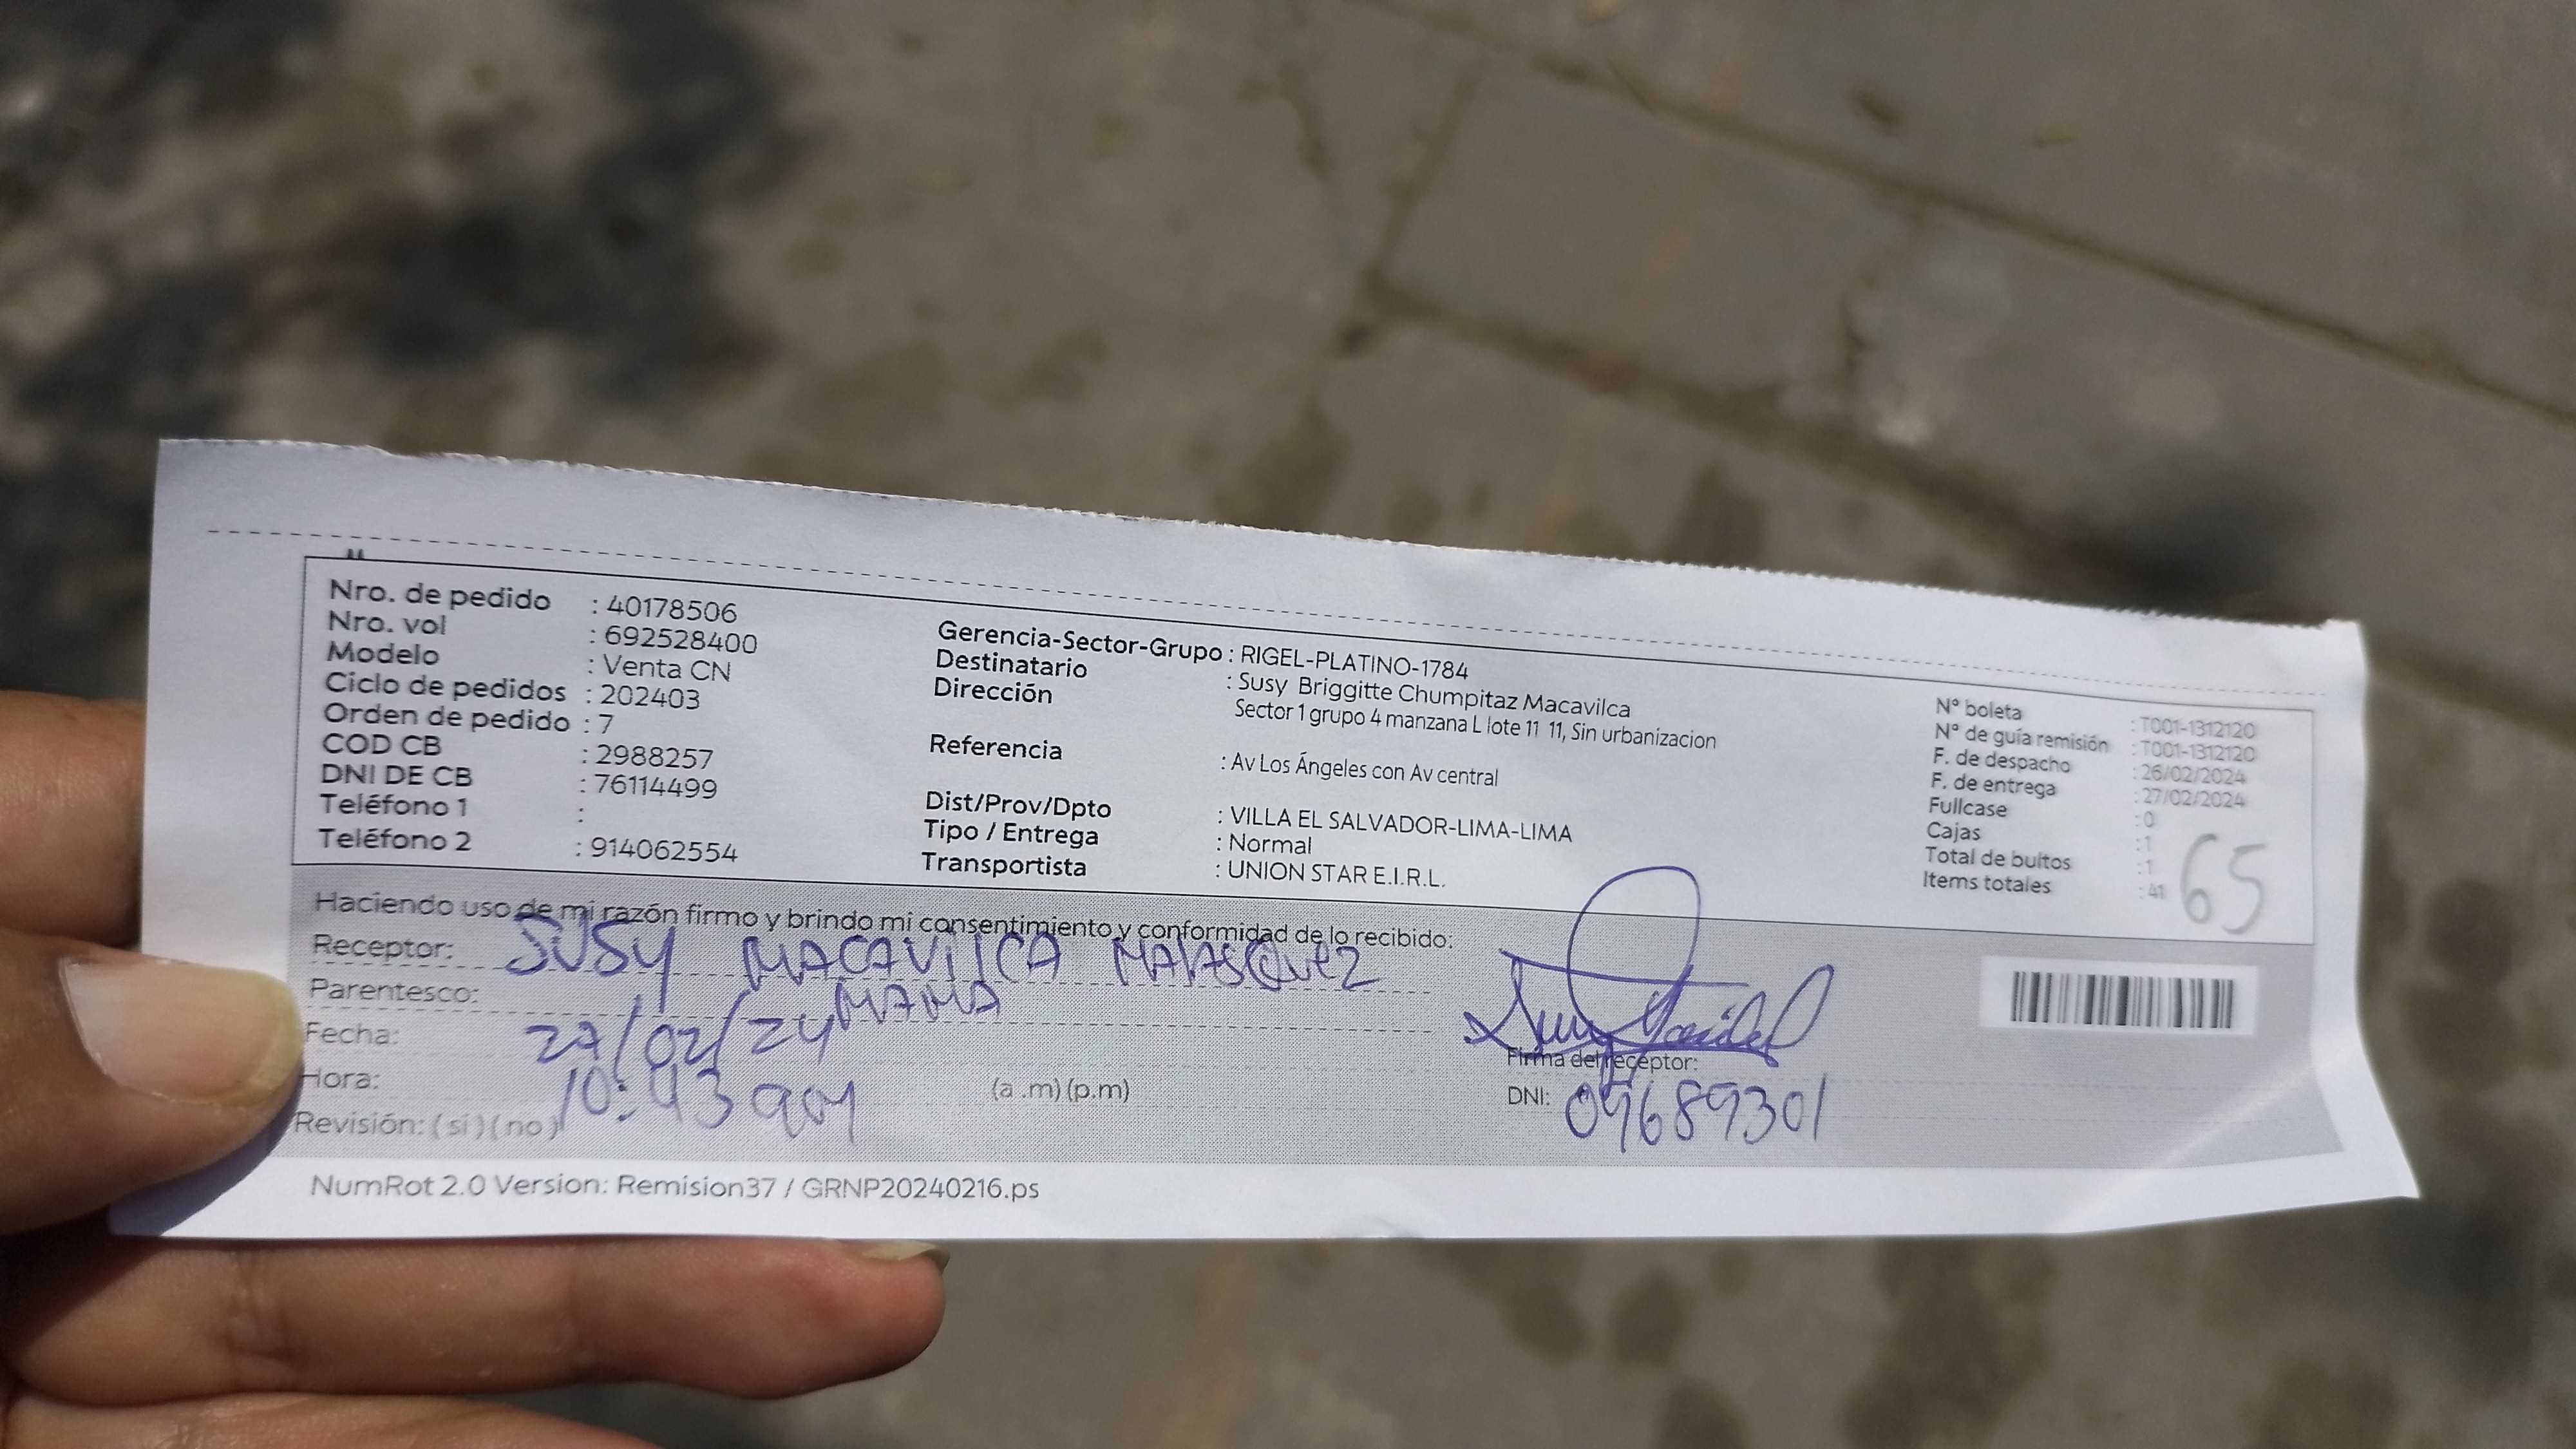 Nro. de pedido : 40178506
Nro. vol : 692528400
Modelo : Venta CN
Ciclo de pedidos : 202403
Orden de pedido : 7
COD CB : 2988257
DNI DE CB : 76114499
Teléfono 1 :
Teléfono 2 : 914062554
Gerencia-Sector-Grupo : RIGEL-PLATINO-1784
Destinatario : Susy Briggitte Chumpitaz Macavilca
Dirección Sector 1 grupo 4 manzana L lote 11 11, Sin urbanizacion
Referencia : Av Los Ángeles con Av central
Dist/Prov/Dpto : VILLA EL SALVADOR-LIMA-LIMA
Tipo / Entrega : Normal
Transportista : UNION STAR E.I.R.L.
N° boleta : T001-1312120
N° de guía remisión : T001-1312120
F. de despacho : 26/02/2024
F. de entrega : 27/02/2024
Fullcase : 0
Cajas : 1
Total de bultos : 1
Items totales : 41
65
Haciendo uso de mi razón firmo y brindo mi consentimiento y conformidad de lo recibido:
Receptor: SUSY MACAVILCA MALASQUEZ
Parentesco: MAMA
Fecha: 27/02/24
Hora: 10:43 am (a .m) (p.m)
Revisión: ( sí ) ( no )
Firma del receptor:
DNI: 09689301
NumRot 2.0 Version: Remision37 / GRNP20240216.ps